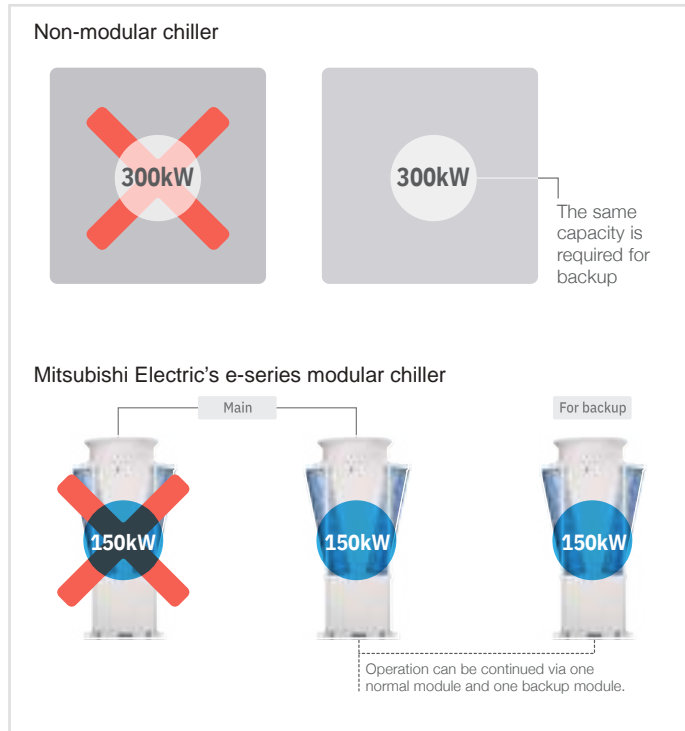 Non-modular chiller
300kW
300kW
The same
capacity is
required for
backup
Mitsubishi Electric's e-series modular chiller
Main
For backup
150kW
150kW
150kW
Operation can be continued via one
normal module and one backup module.